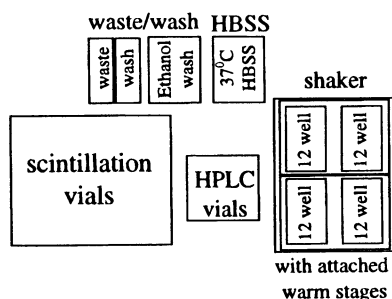 waste/wash HBSS
waste
wash
Ethanol
wash
37⁰C
HBSS
shaker
scintillation
vials
HPLC
vials
12 well
12 well
12 well
12 well
with attached
warm stages